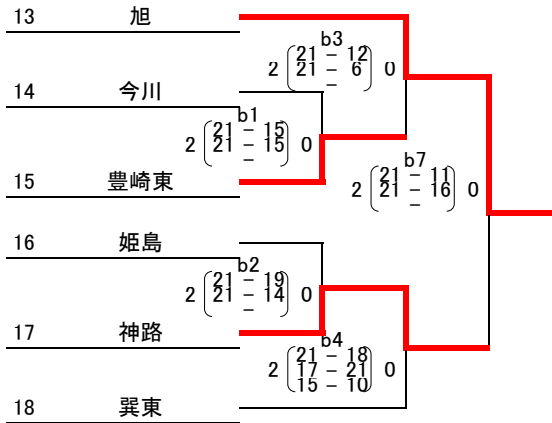 13 旭
b3
21 - 12
2 21 - 6 0
-
14 今川
b1
21 - 15
2 21 - 15 0
-
15 豊崎東
b7
21 - 11
2 21 - 16 0
-
16 姫島
b2
21 - 19
2 21 - 14 0
-
17 神路
b4
21 - 18
2 17 - 21 0
15 - 10
18 巽東